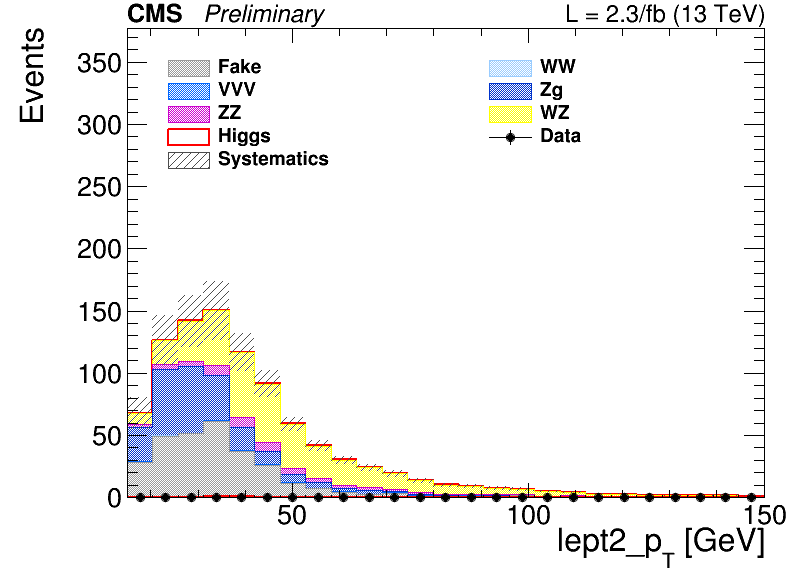 CMS Preliminary L = 2.3/fb (13 TeV)
Events
350
300
250
200
150
100
50
0
Fake
VVV
ZZ
Higgs
Systematics
WW
Zg
WZ
Data
50 100 150
lept2_p_T [GeV]